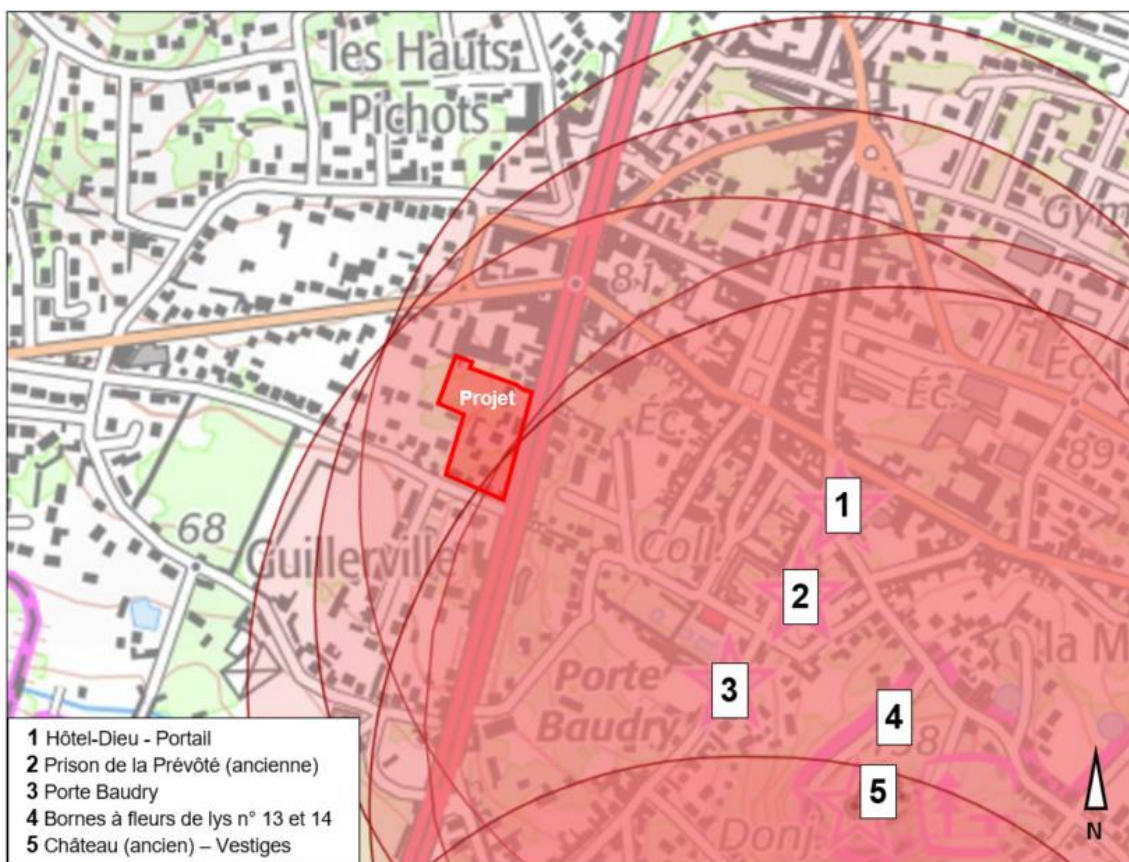 les Hauts
Pichots
Gym
81
Projet
Éc.
Éc.
Éc.
89
68
Guillerville
Coll.
1
2
la M
3
Porte
Baudry
4
8
5
Donj.
N
1 Hôtel-Dieu - Portail
2 Prison de la Prévôté (ancienne)
3 Porte Baudry
4 Bornes à fleurs de lys n° 13 et 14
5 Château (ancien) – Vestiges